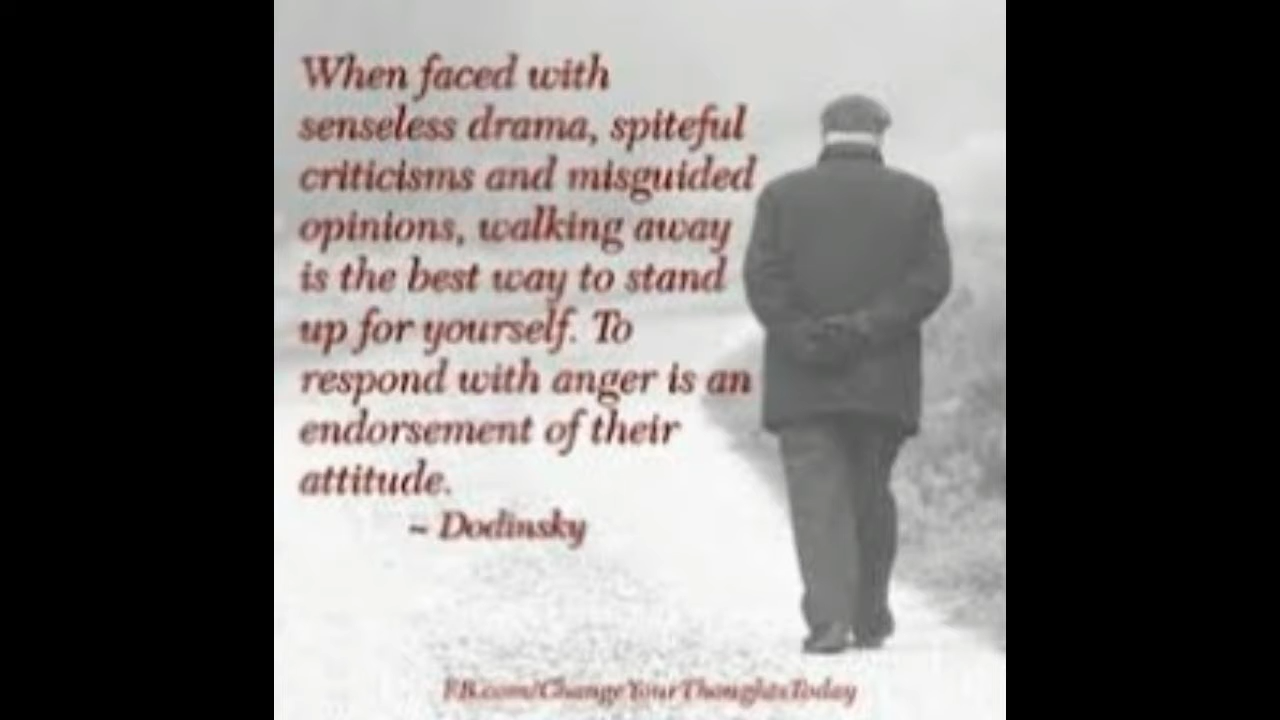 When faced with
senseless drama, spiteful
criticisms and misguided
opinions, walking away
is the best way to stand
up for yourself. To
respond with anger is an
endorsement of their
attitude.
~ Dodinsky
FB.com/ChangeYourThoughtsToday